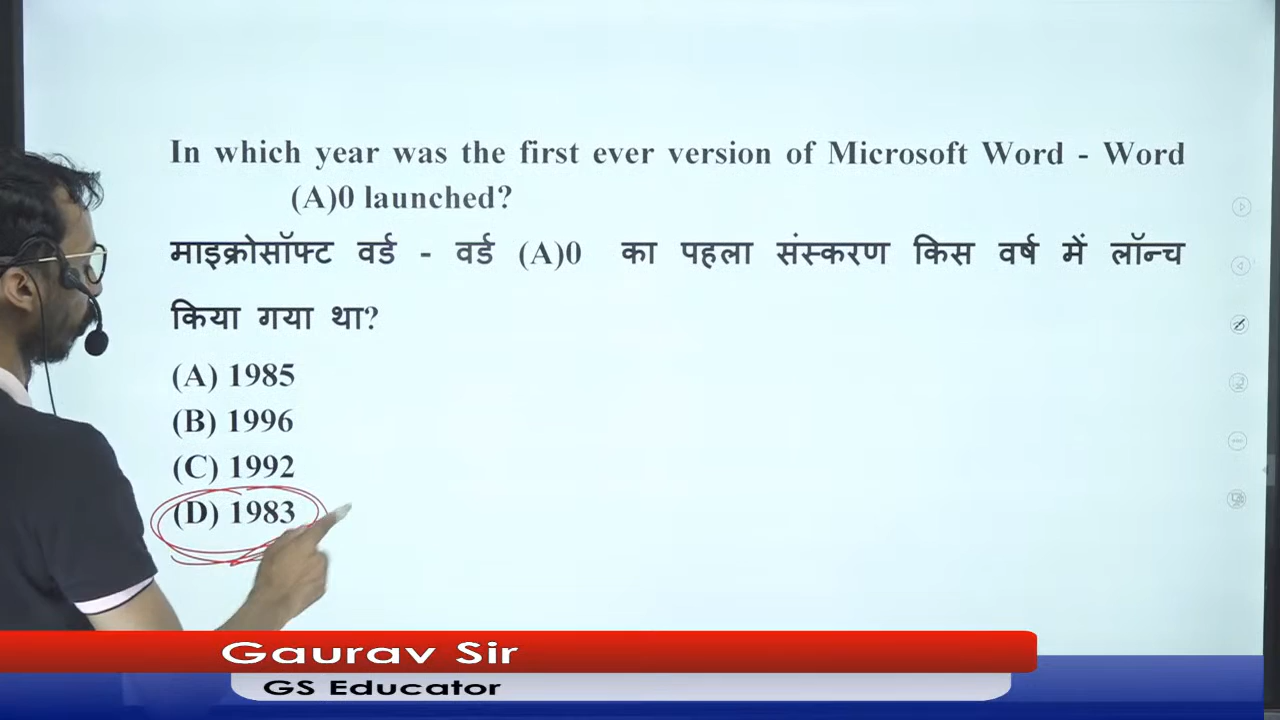 In which year was the first ever version of Microsoft Word - Word
(A)0 launched?
माइक्रोसॉफ्ट वर्ड - वर्ड (A)0 का पहला संस्करण किस वर्ष में लॉन्च
किया गया था?
(A) 1985
(B) 1996
(C) 1992
(D) 1983
Gaurav Sir
GS Educator